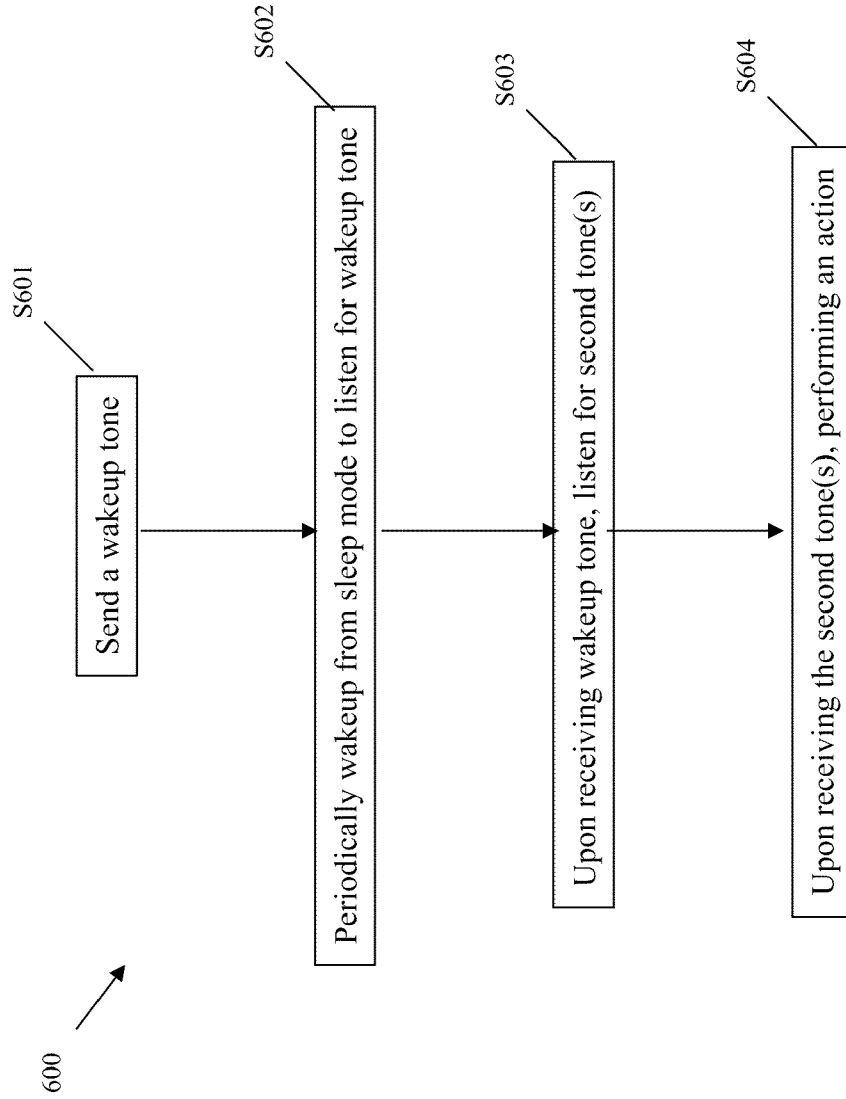 600
Send a wakeup tone
S601
Periodically wakeup from sleep mode to listen for wakeup tone
S602
Upon receiving wakeup tone, listen for second tone(s)
S603
Upon receiving the second tone(s), performing an action
S604